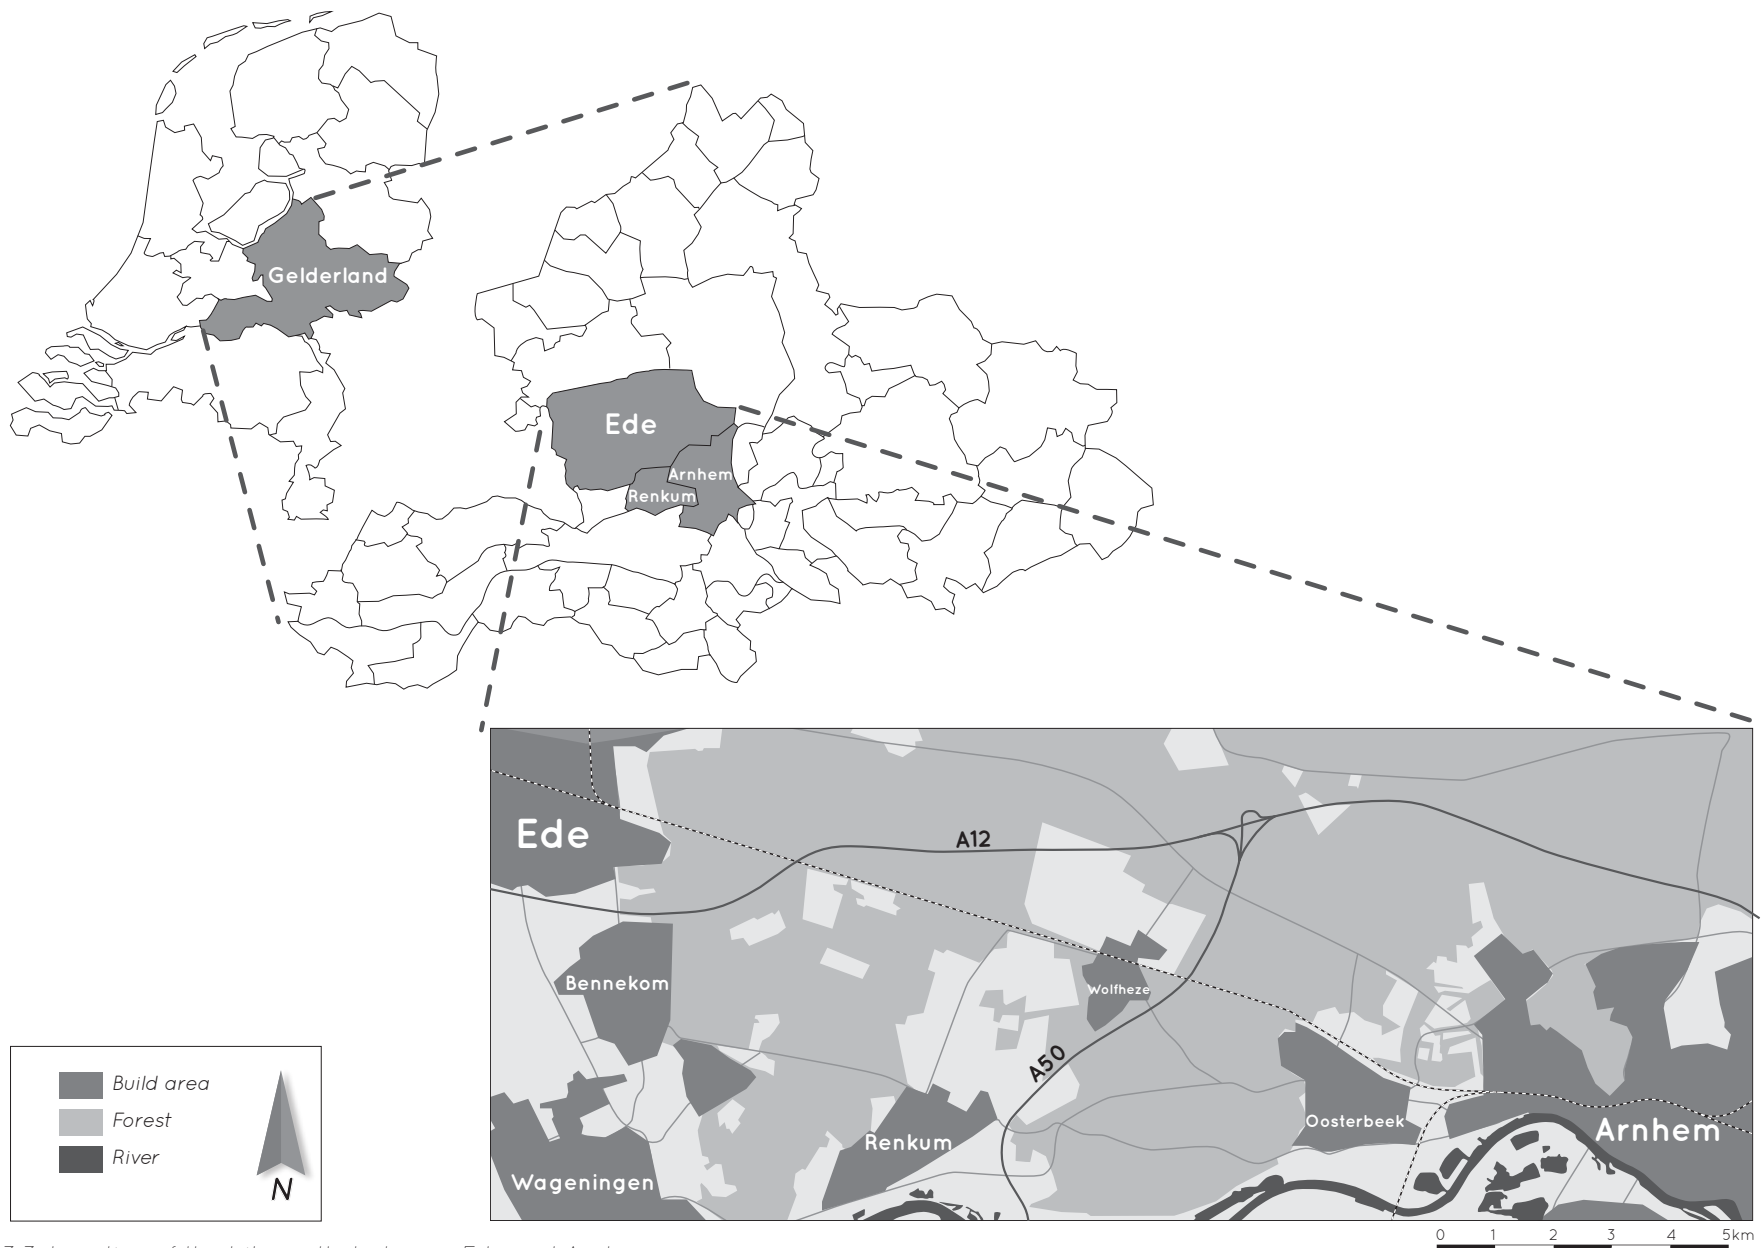 Gelderland
Ede
Arnhem
Renkum
Ede
A12
Bennekom
Wolfheze
A50
Build area
Forest
River
N
Oosterbeek
Renkum
Arnhem
Wageningen
0 1 2 3 4 5km